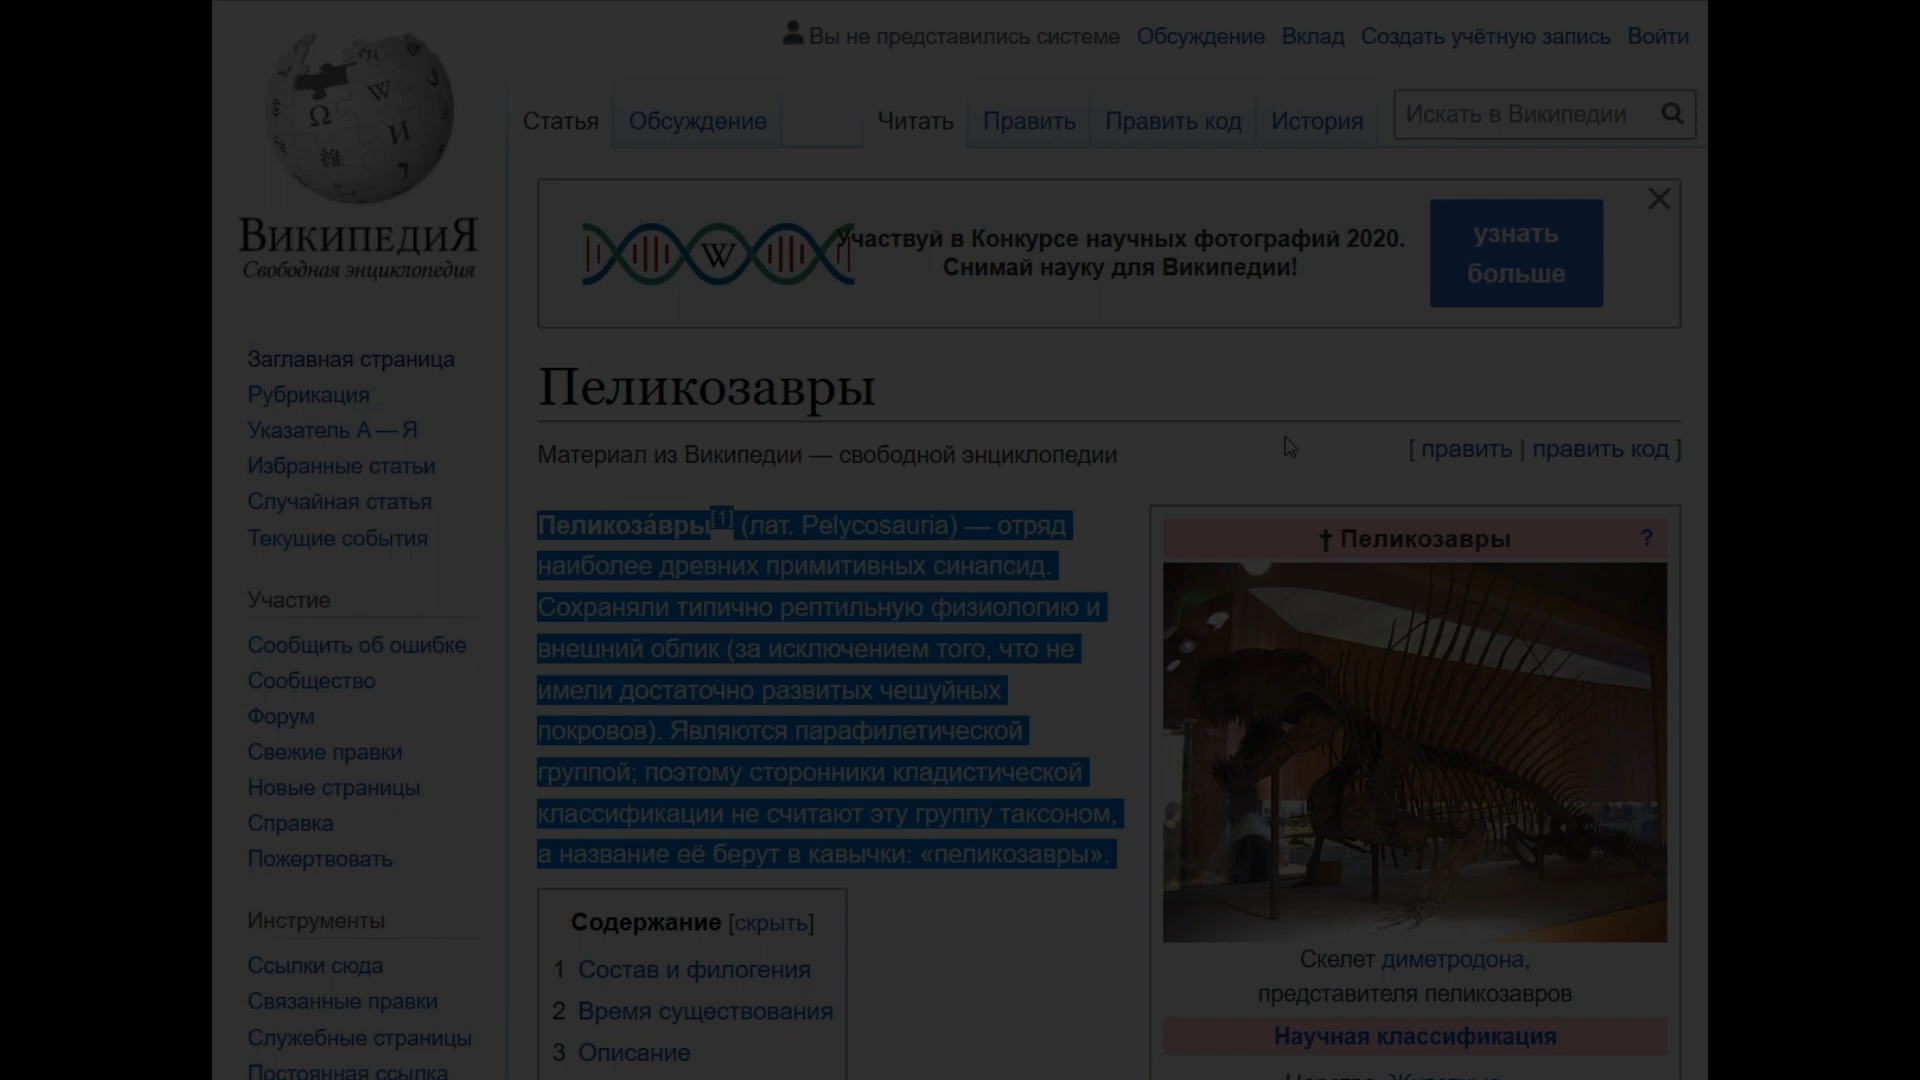 Вы не представились системе Обсуждение Вклад Создать учётную запись Войти
Статья Обсуждение Читать Править Править код История Искать в Википедии
ВикипедиЯ
Свободная энциклопедия
Участвуй в Конкурсе научных фотографий 2020.
Снимай науку для Википедии!
узнать
больше
Заглавная страница
Рубрикация
Указатель А — Я
Избранные статьи
Случайная статья
Текущие события
Участие
Сообщить об ошибке
Сообщество
Форум
Свежие правки
Новые страницы
Справка
Пожертвовать
Инструменты
Ссылки сюда
Связанные правки
Служебные страницы
Постоянная ссылка
Пеликозавры
Материал из Википедии — свободной энциклопедии
[ править | править код ]
Пеликоза́вры[1] (лат. Pelycosauria) — отряд
наиболее древних примитивных синапсид.
Сохраняли типично рептильную физиологию и
внешний облик (за исключением того, что не
имели достаточно развитых чешуйных
покровов). Являются парафилетической
группой; поэтому сторонники кладистической
классификации не считают эту группу таксоном,
а название её берут в кавычки: «пеликозавры».
Содержание [скрыть]
1 Состав и филогения
2 Время существования
3 Описание
† Пеликозавры ?
Скелет диметродона,
представителя пеликозавров
Научная классификация